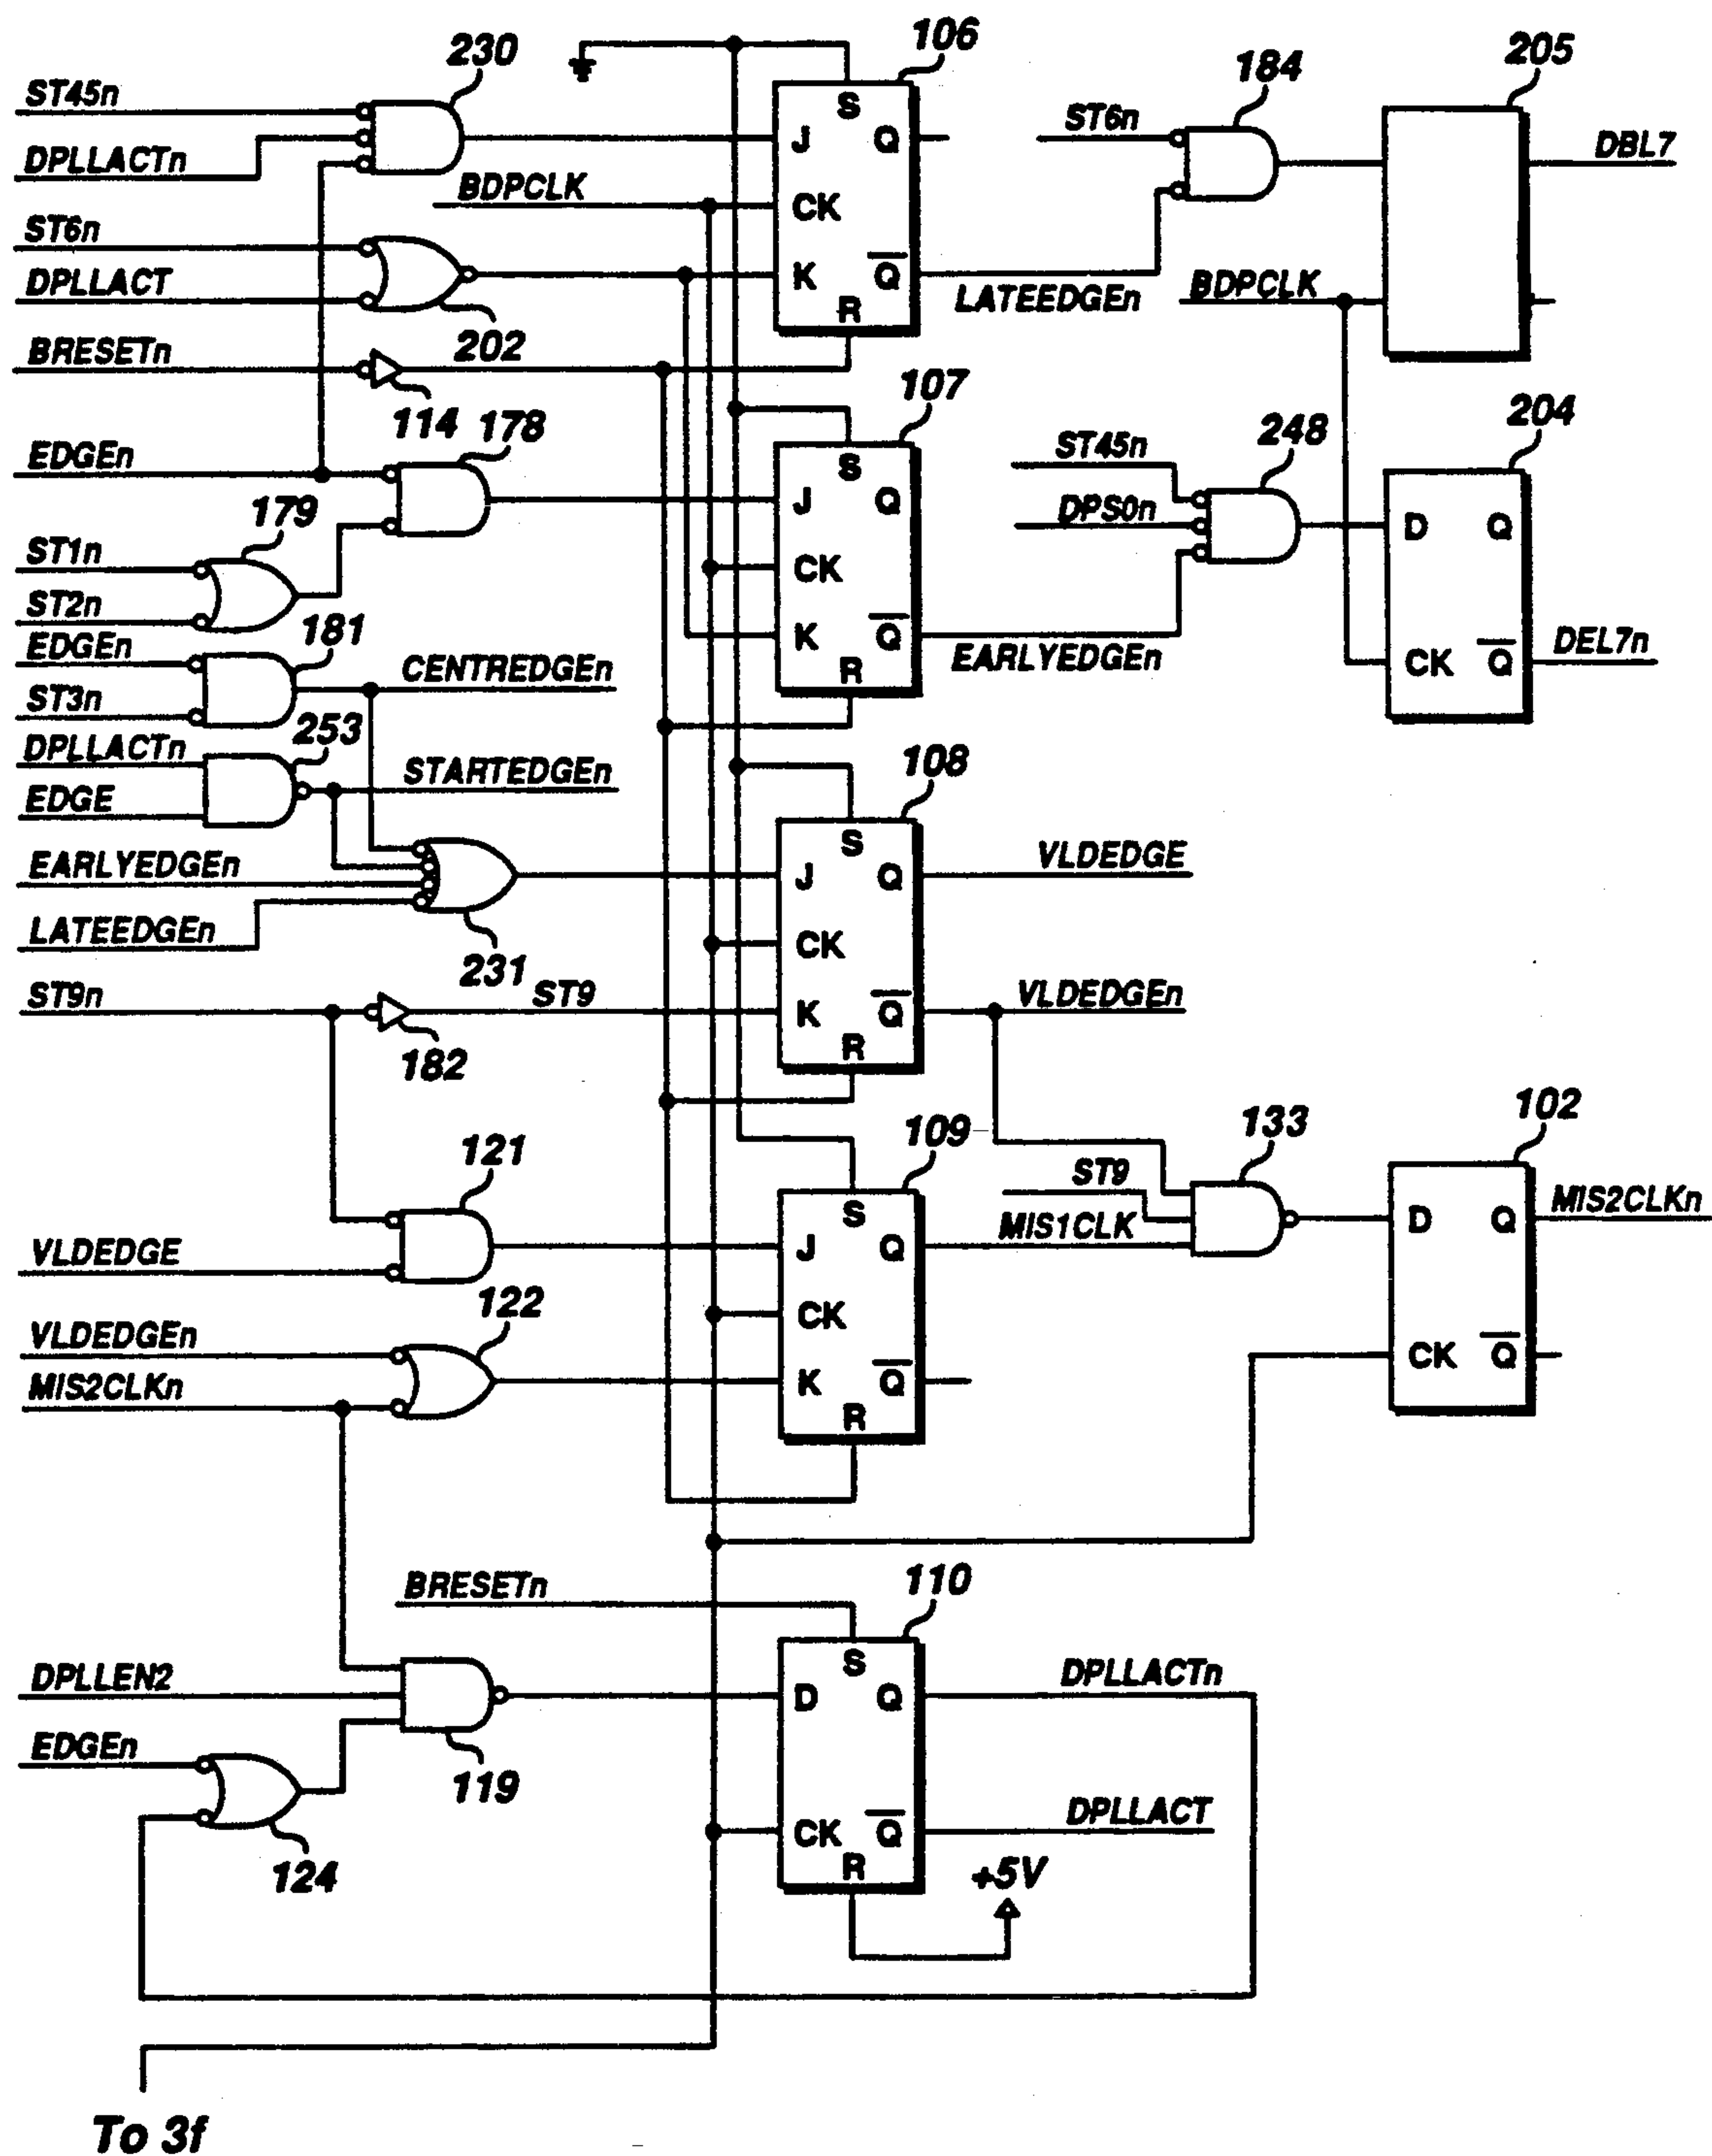 230
ST45n
DPLLACTn
BDPCLK
ST6n
DPLLACT
202
BRESETn
114
106
S
J
Q
CK
K
Q
R
LATEEDGEn
ST6n
184
205
DBL7
BDPCLK
EDGEn
178
179
ST1n
ST2n
107
S
J
Q
CK
K
Q
R
EARLYEDGEn
ST45n
DPS0n
248
204
D
Q
CK
Q
DEL7n
EDGEn
181
ST3n
CENTREDGEn
DPLLACTn
253
EDGE
STARTEDGEn
EARLYEDGEn
LATEEDGEn
231
108
S
J
Q
CK
K
Q
R
VLDEDGE
VLDEDGEn
ST9n
ST9
182
121
VLDEDGE
109
S
J
Q
CK
K
Q
R
ST9
MIS1CLK
133
102
D
Q
CK
Q
MIS2CLKn
VLDEDGEn
122
MIS2CLKn
BRESETn
110
S
D
Q
CK
Q
R
DPLLACTn
DPLLACT
+5V
DPLLEN2
119
EDGEn
124
To 3f